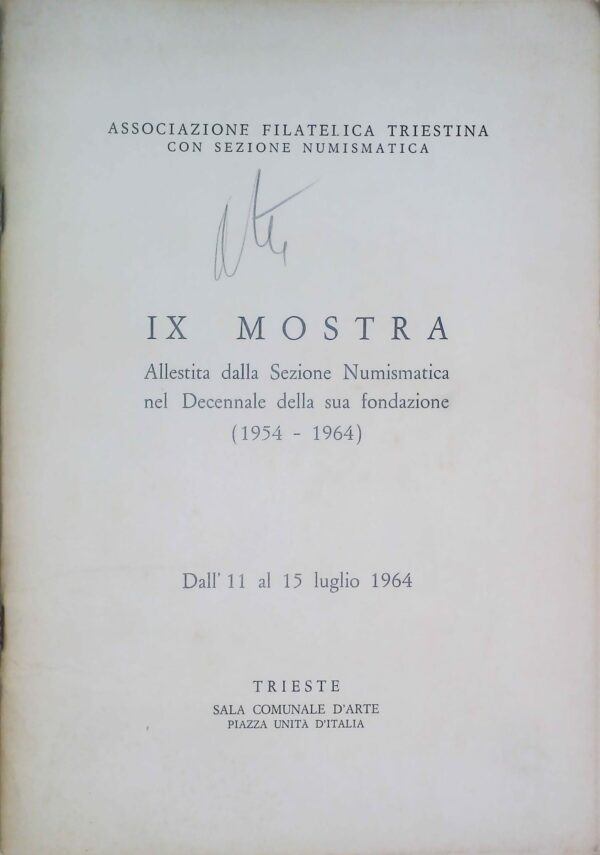 ASSOCIAZIONE FILATELICA TRIESTINA
CON SEZIONE NUMISMATICA
IX MOSTRA
Allestita dalla Sezione Numismatica
nel Decennale della sua fondazione
(1954 - 1964)
Dall' 11 al 15 luglio 1964
TRIESTE
SALA COMUNALE D'ARTE
PIAZZA UNITÀ D'ITALIA